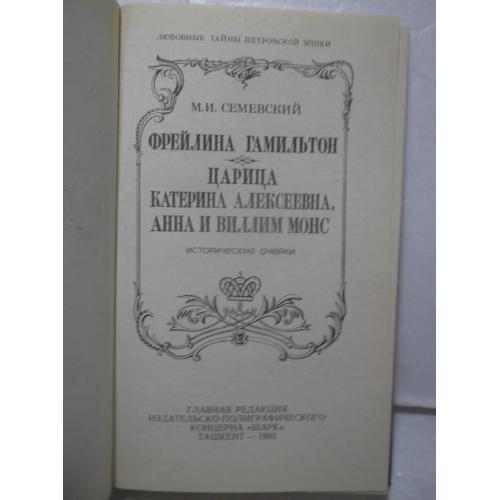 ЛЮБОВНЫЕ ТАЙНЫ ПЕТРОВСКОЙ ЭПОХИ
М.И. СЕМЕВСКИЙ
ФРЕЙЛИНА ГАМИЛЬТОН
ЦАРИЦА
КАТЕРИНА АЛЕКСЕЕВНА.
АННА И ВИЛЛИМ МОНС
ИСТОРИЧЕСКИЕ ОЧЕРКИ
ГЛАВНАЯ РЕДАКЦИЯ
ИЗДАТЕЛЬСКО-ПОЛИГРАФИЧЕСКОГО
КОНЦЕРНА «ШАРК»
ТАШКЕНТ — 1993